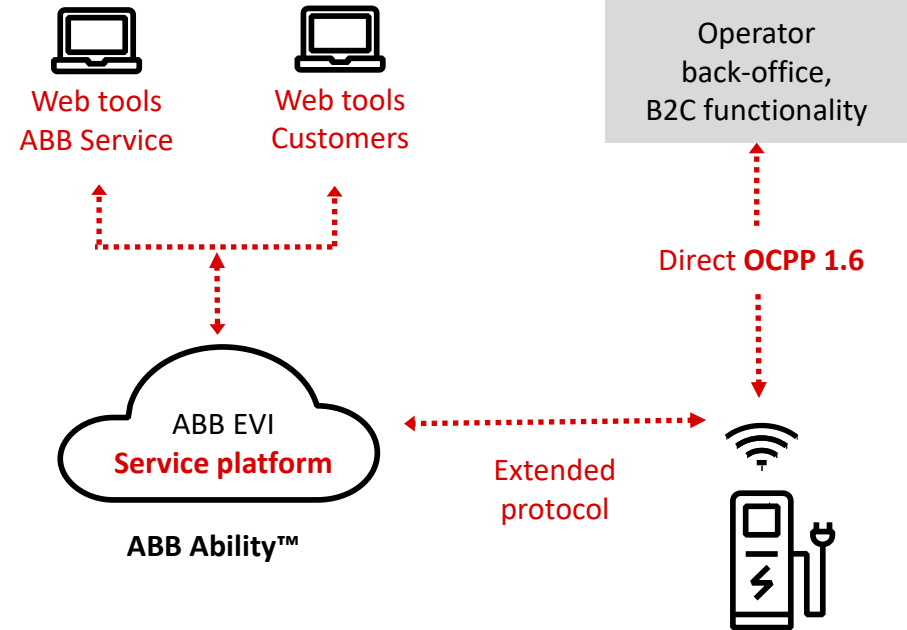 Web tools
ABB Service
Web tools
Customers
Operator
back-office,
B2C functionality
Direct OCPP 1.6
ABB EVI
Service platform
Extended
protocol
ABB Ability™